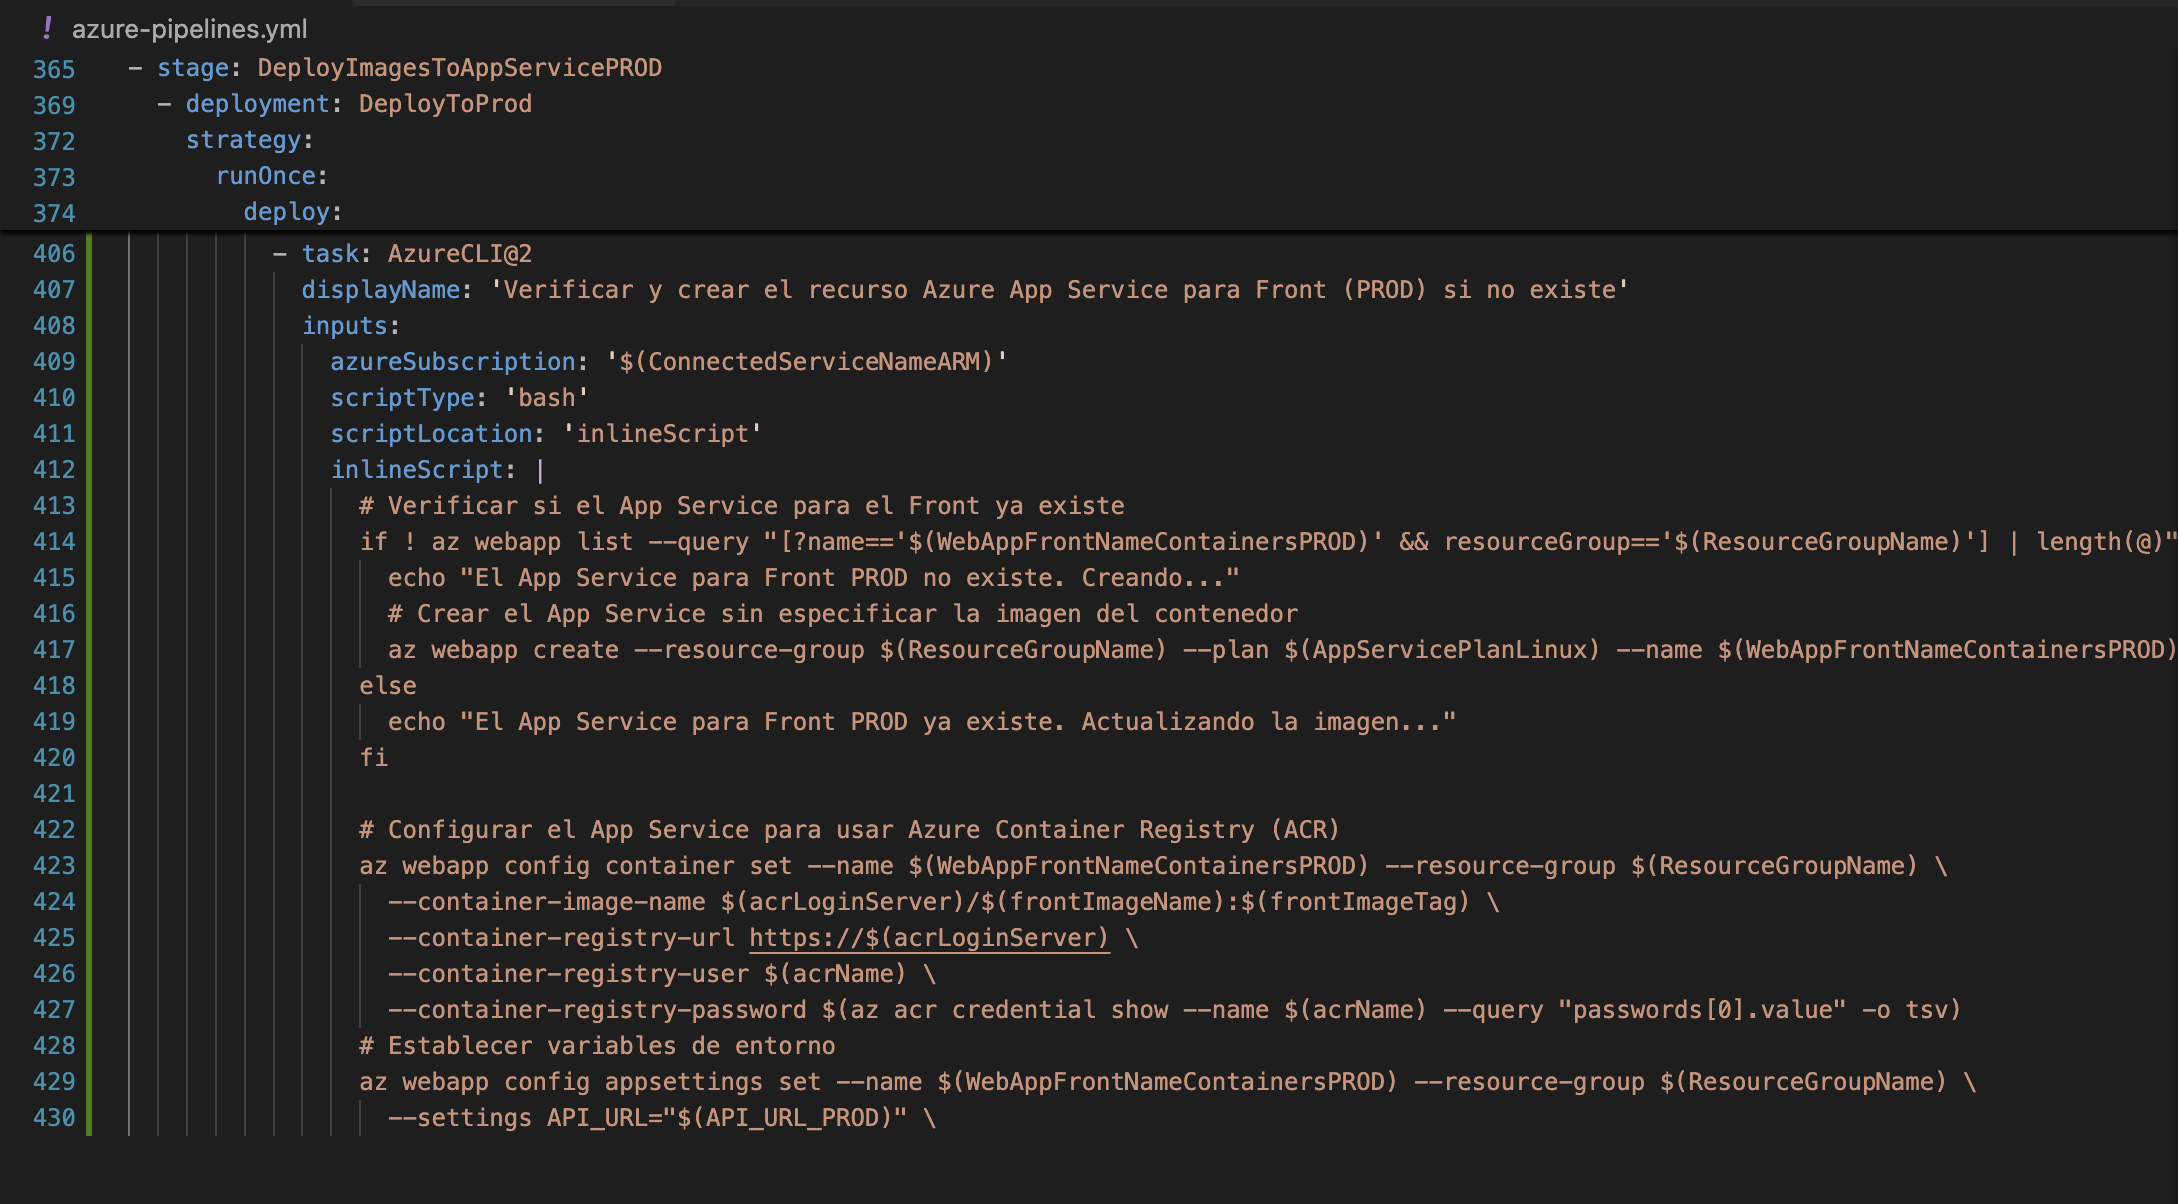 ! azure-pipelines.yml
365 - stage: DeployImagesToAppServicePROD
369 - deployment: DeployToProd
372 strategy:
373 runOnce:
374 deploy:
406 - task: AzureCLI@2
407 displayName: 'Verificar y crear el recurso Azure App Service para Front (PROD) si no existe'
408 inputs:
409 azureSubscription: '$(ConnectedServiceNameARM)'
410 scriptType: 'bash'
411 scriptLocation: 'inlineScript'
412 inlineScript: |
413 # Verificar si el App Service para el Front ya existe
414 if ! az webapp list --query "[?name=='$(WebAppFrontNameContainersPROD)' && resourceGroup=='$(ResourceGroupName)'] | length(@)"
415 echo "El App Service para Front PROD no existe. Creando..."
416 # Crear el App Service sin especificar la imagen del contenedor
417 az webapp create --resource-group $(ResourceGroupName) --plan $(AppServicePlanLinux) --name $(WebAppFrontNameContainersPROD)
418 else
419 echo "El App Service para Front PROD ya existe. Actualizando la imagen..."
420 fi
421
422 # Configurar el App Service para usar Azure Container Registry (ACR)
423 az webapp config container set --name $(WebAppFrontNameContainersPROD) --resource-group $(ResourceGroupName) \
424 --container-image-name $(acrLoginServer)/$(frontImageName):$(frontImageTag) \
425 --container-registry-url https://$(acrLoginServer) \
426 --container-registry-user $(acrName) \
427 --container-registry-password $(az acr credential show --name $(acrName) --query "passwords[0].value" -o tsv)
428 # Establecer variables de entorno
429 az webapp config appsettings set --name $(WebAppFrontNameContainersPROD) --resource-group $(ResourceGroupName) \
430 --settings API_URL="$(API_URL_PROD)" \